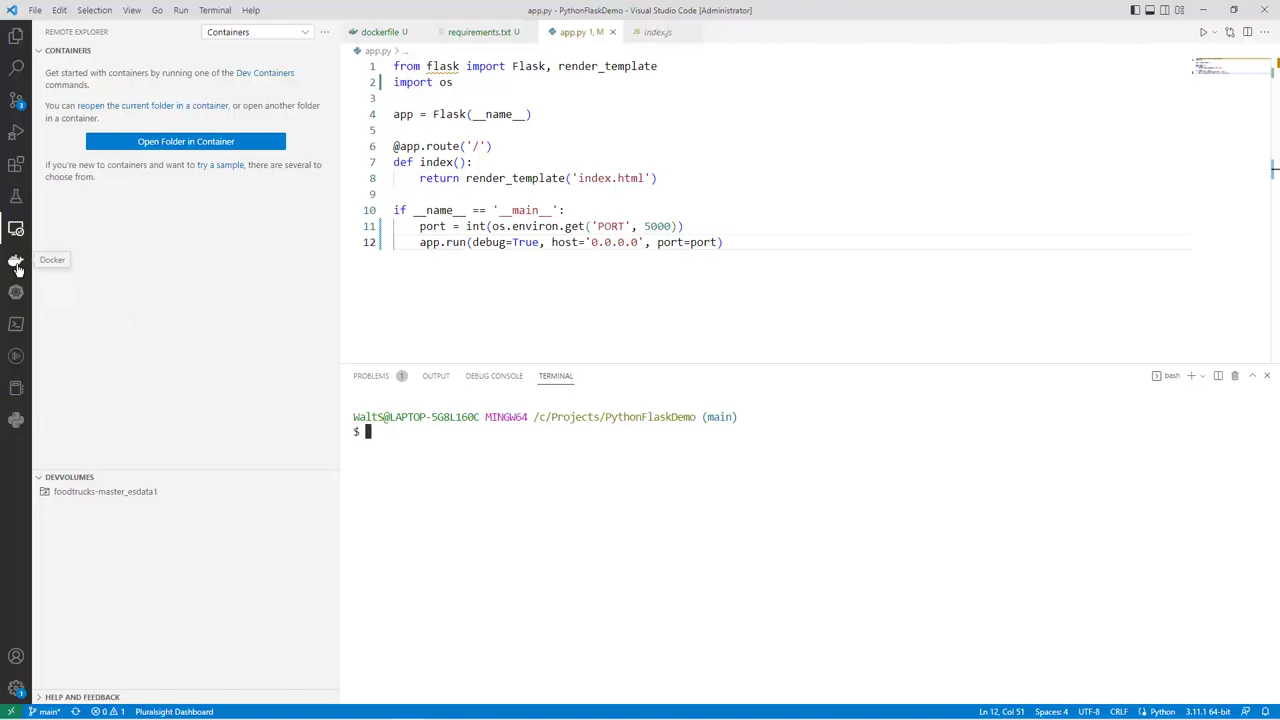 File Edit Selection View Go Run Terminal Help
app.py - PythonFlaskDemo - Visual Studio Code [Administrator]
REMOTE EXPLORER
Containers
CONTAINERS
Get started with containers by running one of the Dev Containers
commands.
You can reopen the current folder in a container, or open another folder
in a container.
Open Folder in Container
If you're new to containers and want to try a sample, there are several to
choose from.
3
Docker
DEVVOLUMES
foodtrucks-master_esdata1
HELP AND FEEDBACK
1
dockerfile U
requirements.txt U
app.py 1, M
index.js
app.py > ...
1 from flask import Flask, render_template
2 import os
3
4 app = Flask(__name__)
5
6 @app.route('/')
7 def index():
8 return render_template('index.html')
9
10 if __name__ == '__main__':
11 port = int(os.environ.get('PORT', 5000))
12 app.run(debug=True, host='0.0.0.0', port=port)
PROBLEMS 1 OUTPUT DEBUG CONSOLE TERMINAL
bash
WaltS@LAPTOP-5G8L160C MINGW64 /c/Projects/PythonFlaskDemo (main)
$
main* 0 1 Pluralsight Dashboard
Ln 12, Col 51 Spaces: 4 UTF-8 CRLF Python 3.11.1 64-bit